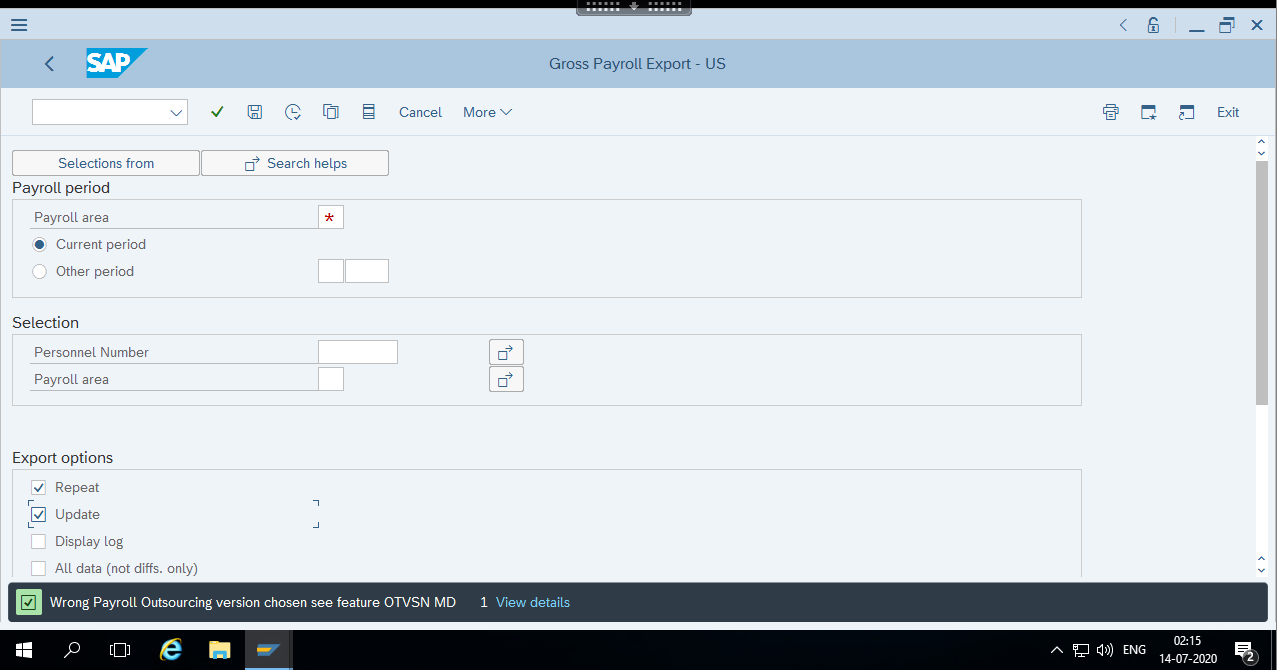 SAP
Gross Payroll Export - US
Cancel More Exit
Selections from Search helps
Payroll period
Payroll area *
Current period
Other period
Selection
Personnel Number
Payroll area
Export options
Repeat
Update
Display log
All data (not diffs. only)
Wrong Payroll Outsourcing version chosen see feature OTVSN MD 1 View details
ENG
02:15
14-07-2020
2